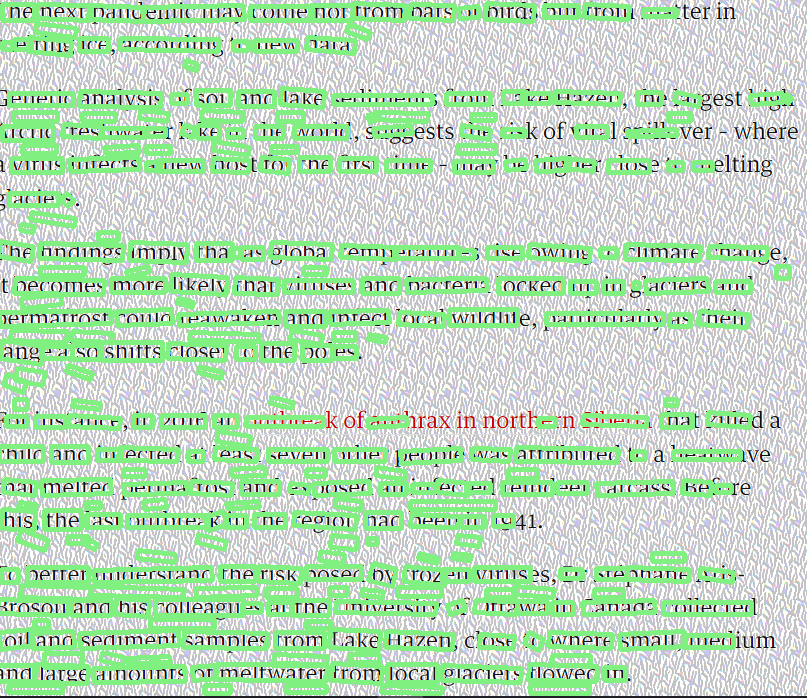 The next pandemic may come not from bats or birds but from matter in
melting ice, according to new data.
Genetic analysis of soil and lake sediments from Lake Hazen, the largest high
Arctic freshwater lake in the world, suggests the risk of viral spillover - where
a virus infects a new host for the first time - may be higher close to melting
glaciers.
The findings imply that as global temperatures rise owing to climate change,
it becomes more likely that viruses and bacteria locked up in glaciers and
permafrost could reawaken and infect local wildlife, particularly as their
range also shifts closer to the poles.
For instance, in 2016 an outbreak of anthrax in northern Siberia that killed a
child and infected at least seven other people was attributed to a heatwave
that melted permafrost and exposed an infected reindeer carcass. Before
this, the last outbreak in the region had been in 1941.
To better understand the risk posed by frozen viruses, Dr Stéphane Aris-
Brosou and his colleagues at the University of Ottawa in Canada collected
soil and sediment samples from Lake Hazen, close to where small, medium
and large amounts of meltwater from local glaciers flowed in.